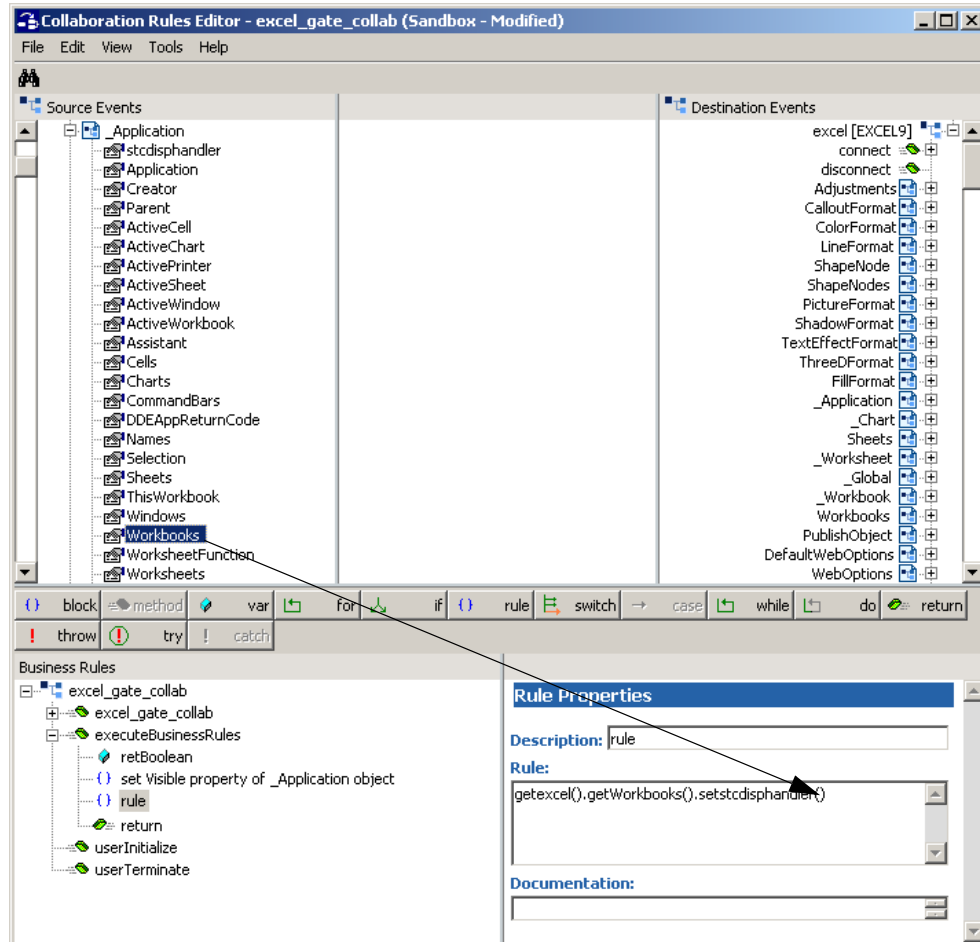 Collaboration Rules Editor - excel_gate_collab (Sandbox - Modified)
File Edit View Tools Help
Source Events
_Application
stcdisphandler
Application
Creator
Parent
ActiveCell
ActiveChart
ActivePrinter
ActiveSheet
ActiveWindow
ActiveWorkbook
Assistant
Cells
Charts
CommandBars
DDEAppReturnCode
Names
Selection
Sheets
ThisWorkbook
Windows
Workbooks
WorksheetFunction
Worksheets
Destination Events
excel [EXCEL9]
connect
disconnect
Adjustments
CalloutFormat
ColorFormat
LineFormat
ShapeNode
ShapeNodes
PictureFormat
ShadowFormat
TextEffectFormat
ThreeDFormat
FillFormat
_Application
_Chart
Sheets
_Worksheet
_Global
_Workbook
Workbooks
PublishObject
DefaultWebOptions
WebOptions
{} block method var for if {} rule switch case while do return
! throw try ! catch
Business Rules
excel_gate_collab
excel_gate_collab
executeBusinessRules
retBoolean
{} set Visible property of _Application object
{} rule
return
userInitialize
userTerminate
Rule Properties
Description: rule
Rule:
getexcel().getWorkbooks().setstcdisphandler()
Documentation: